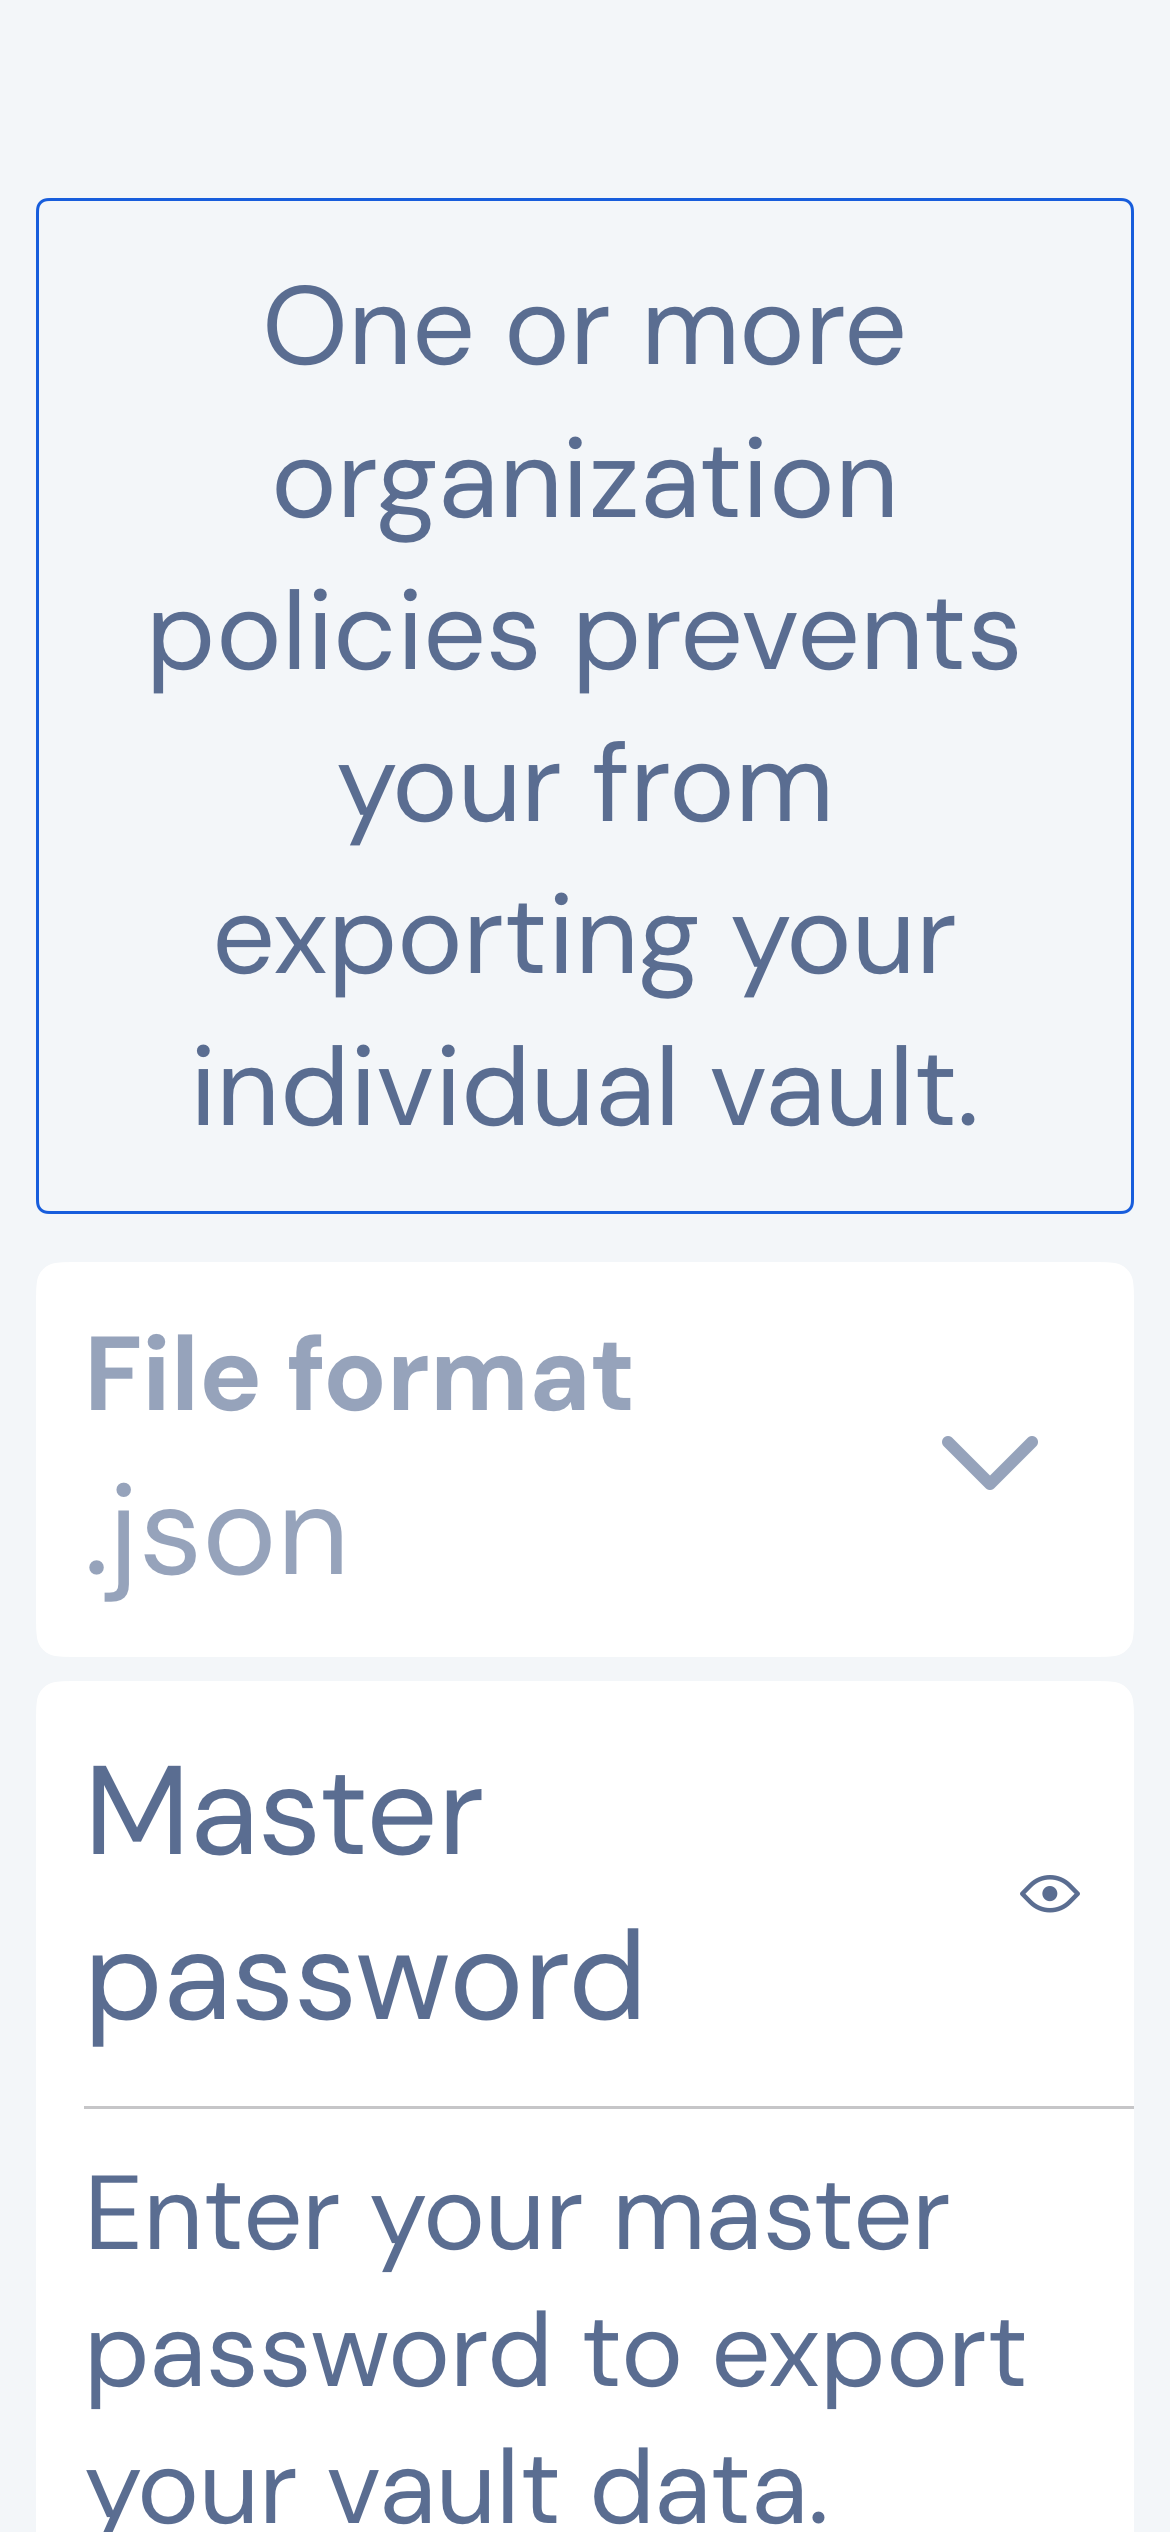 One or more
organization
policies prevents
your from
exporting your
individual vault.
File format
.json
Master
password
Enter your master
password to export
your vault data.